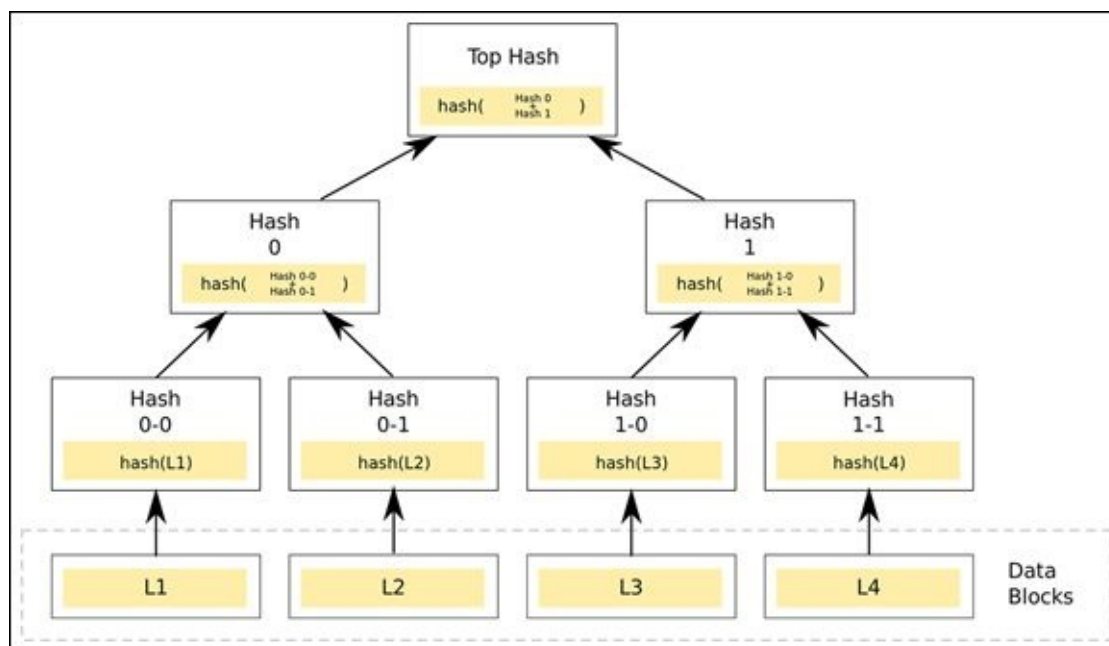 Top Hash
hash( Hash 0 + Hash 1 )
Hash
0
hash( Hash 0-0 + Hash 0-1 )
Hash
1
hash( Hash 1-0 + Hash 1-1 )
Hash
0-0
hash(L1)
Hash
0-1
hash(L2)
Hash
1-0
hash(L3)
Hash
1-1
hash(L4)
L1
L2
L3
L4
Data
Blocks